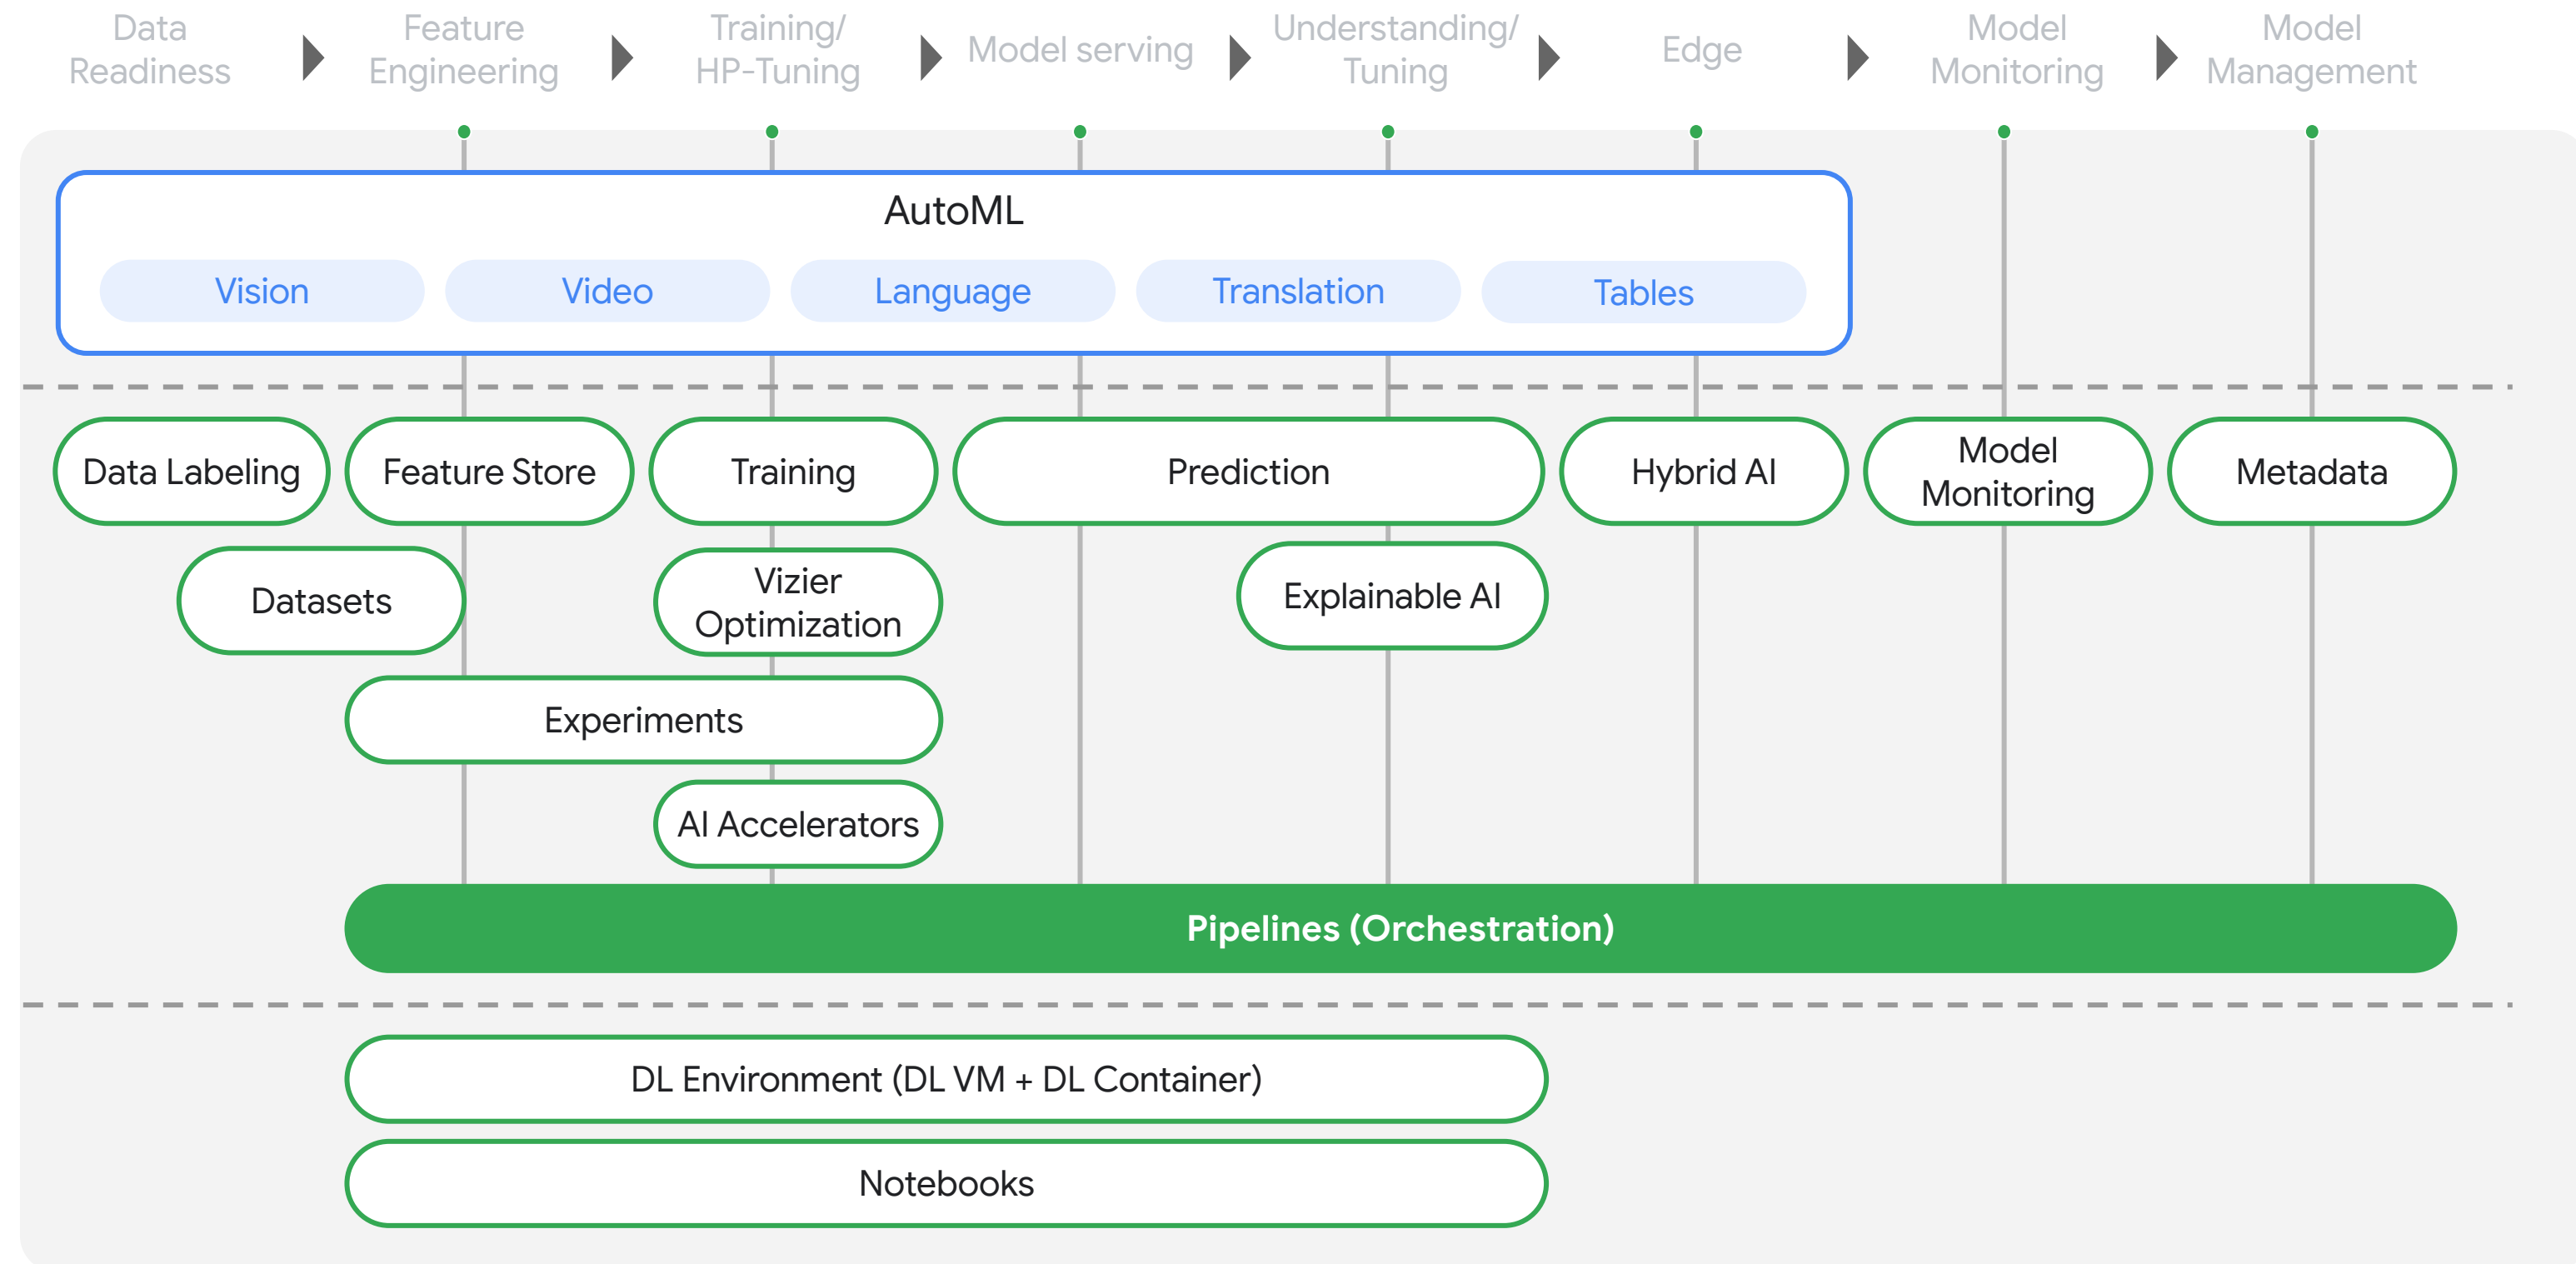 Data
Readiness
Feature
Engineering
Training/
HP-Tuning
Model serving
Understanding/
Tuning
Edge
Model
Monitoring
Model
Management
AutoML
Vision
Video
Language
Translation
Tables
Data Labeling
Feature Store
Training
Prediction
Hybrid AI
Model
Monitoring
Metadata
Datasets
Vizier
Optimization
Explainable AI
Experiments
AI Accelerators
Pipelines (Orchestration)
DL Environment (DL VM + DL Container)
Notebooks